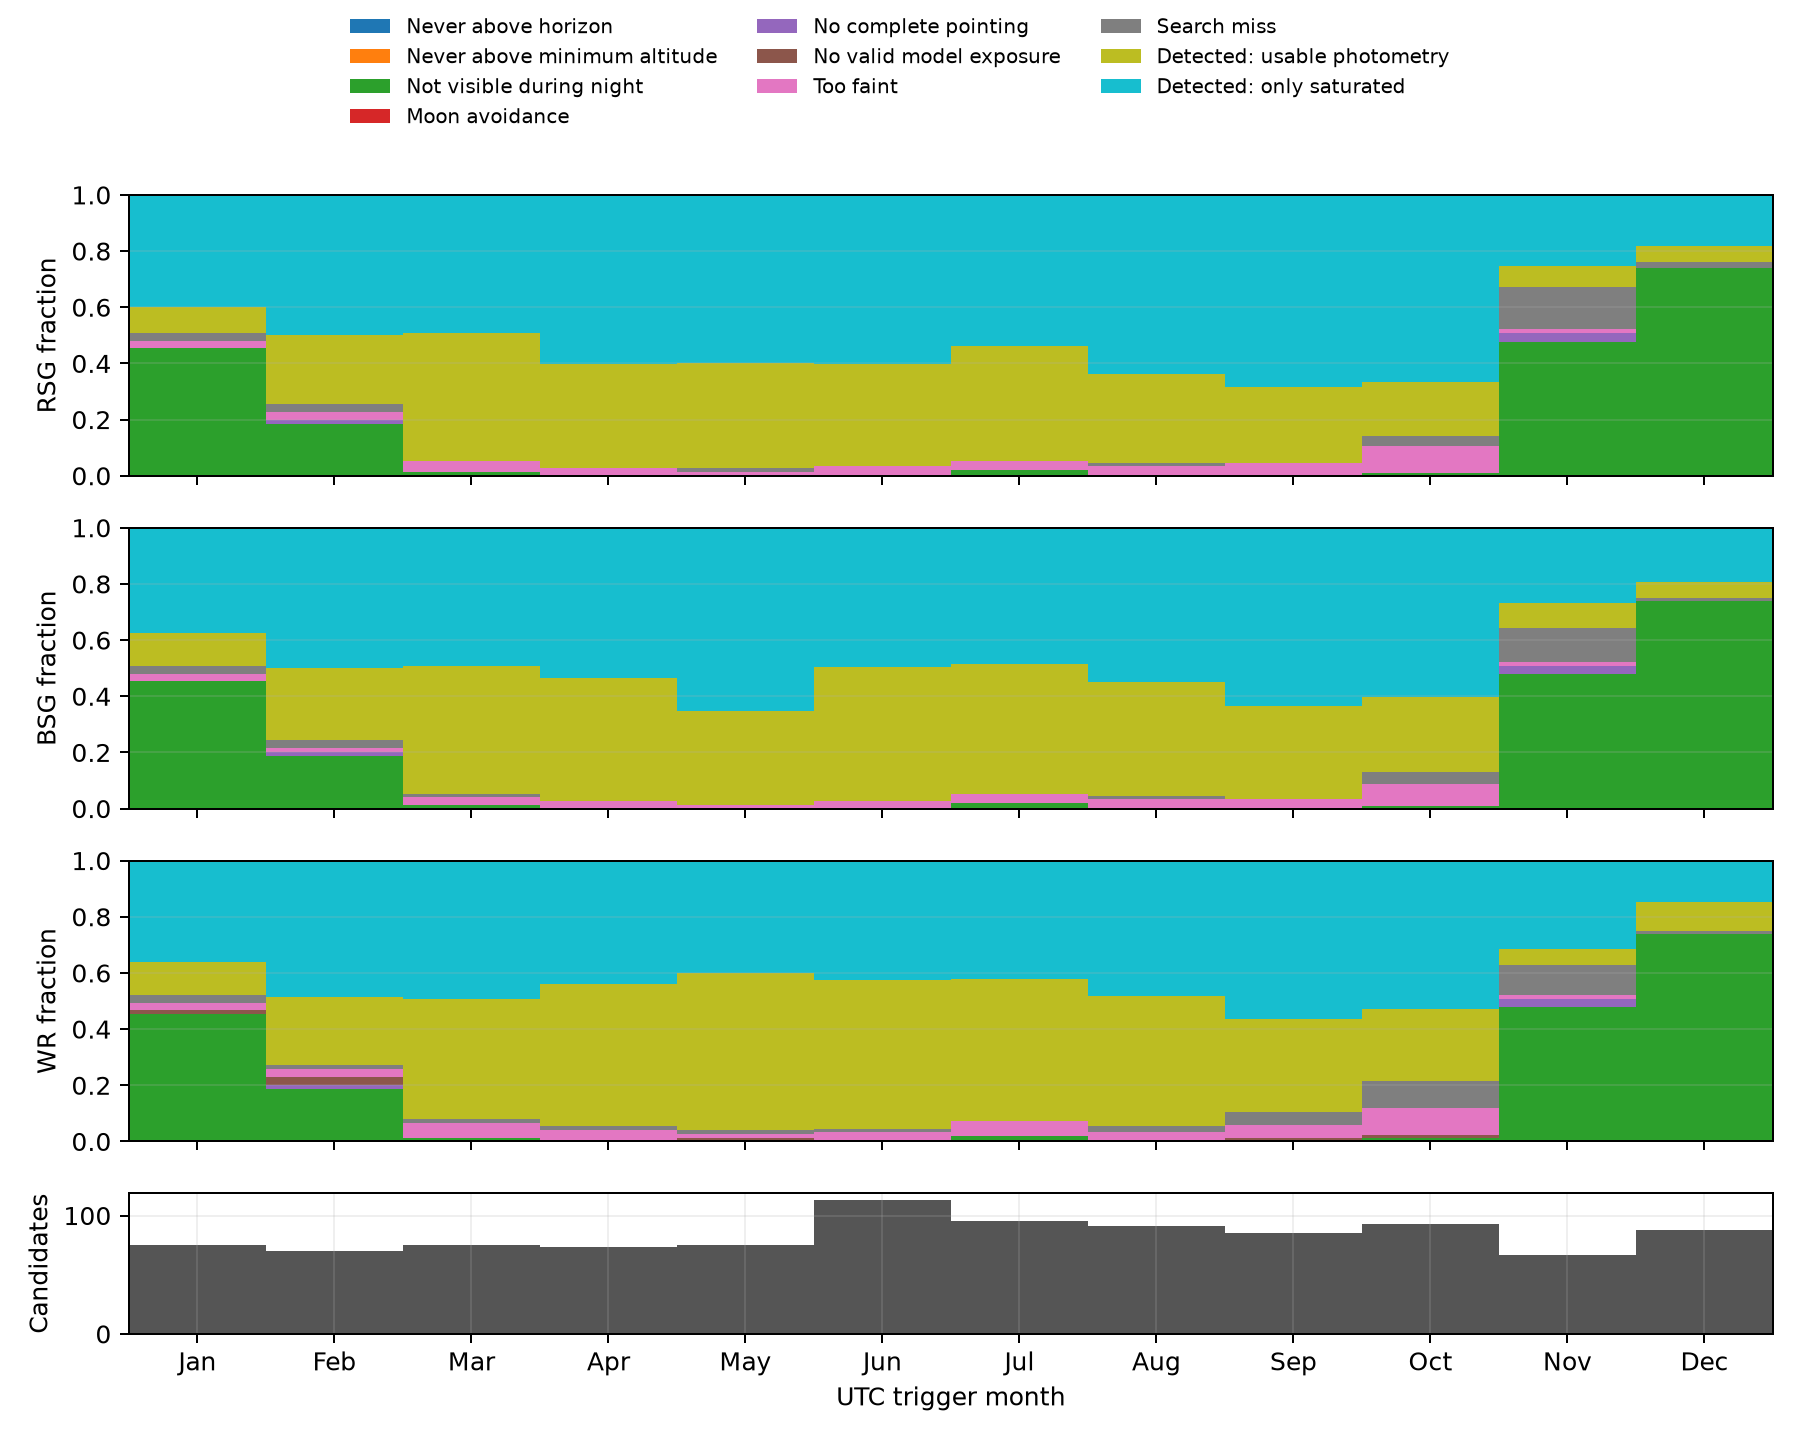 Never above horizon
Never above minimum altitude
Not visible during night
Moon avoidance
No complete pointing
No valid model exposure
Too faint
Search miss
Detected: usable photometry
Detected: only saturated
RSG fraction
1.0
0.8
0.6
0.4
0.2
0.0
BSG fraction
1.0
0.8
0.6
0.4
0.2
0.0
WR fraction
1.0
0.8
0.6
0.4
0.2
0.0
Candidates
100
0
Jan Feb Mar Apr May Jun Jul Aug Sep Oct Nov Dec
UTC trigger month